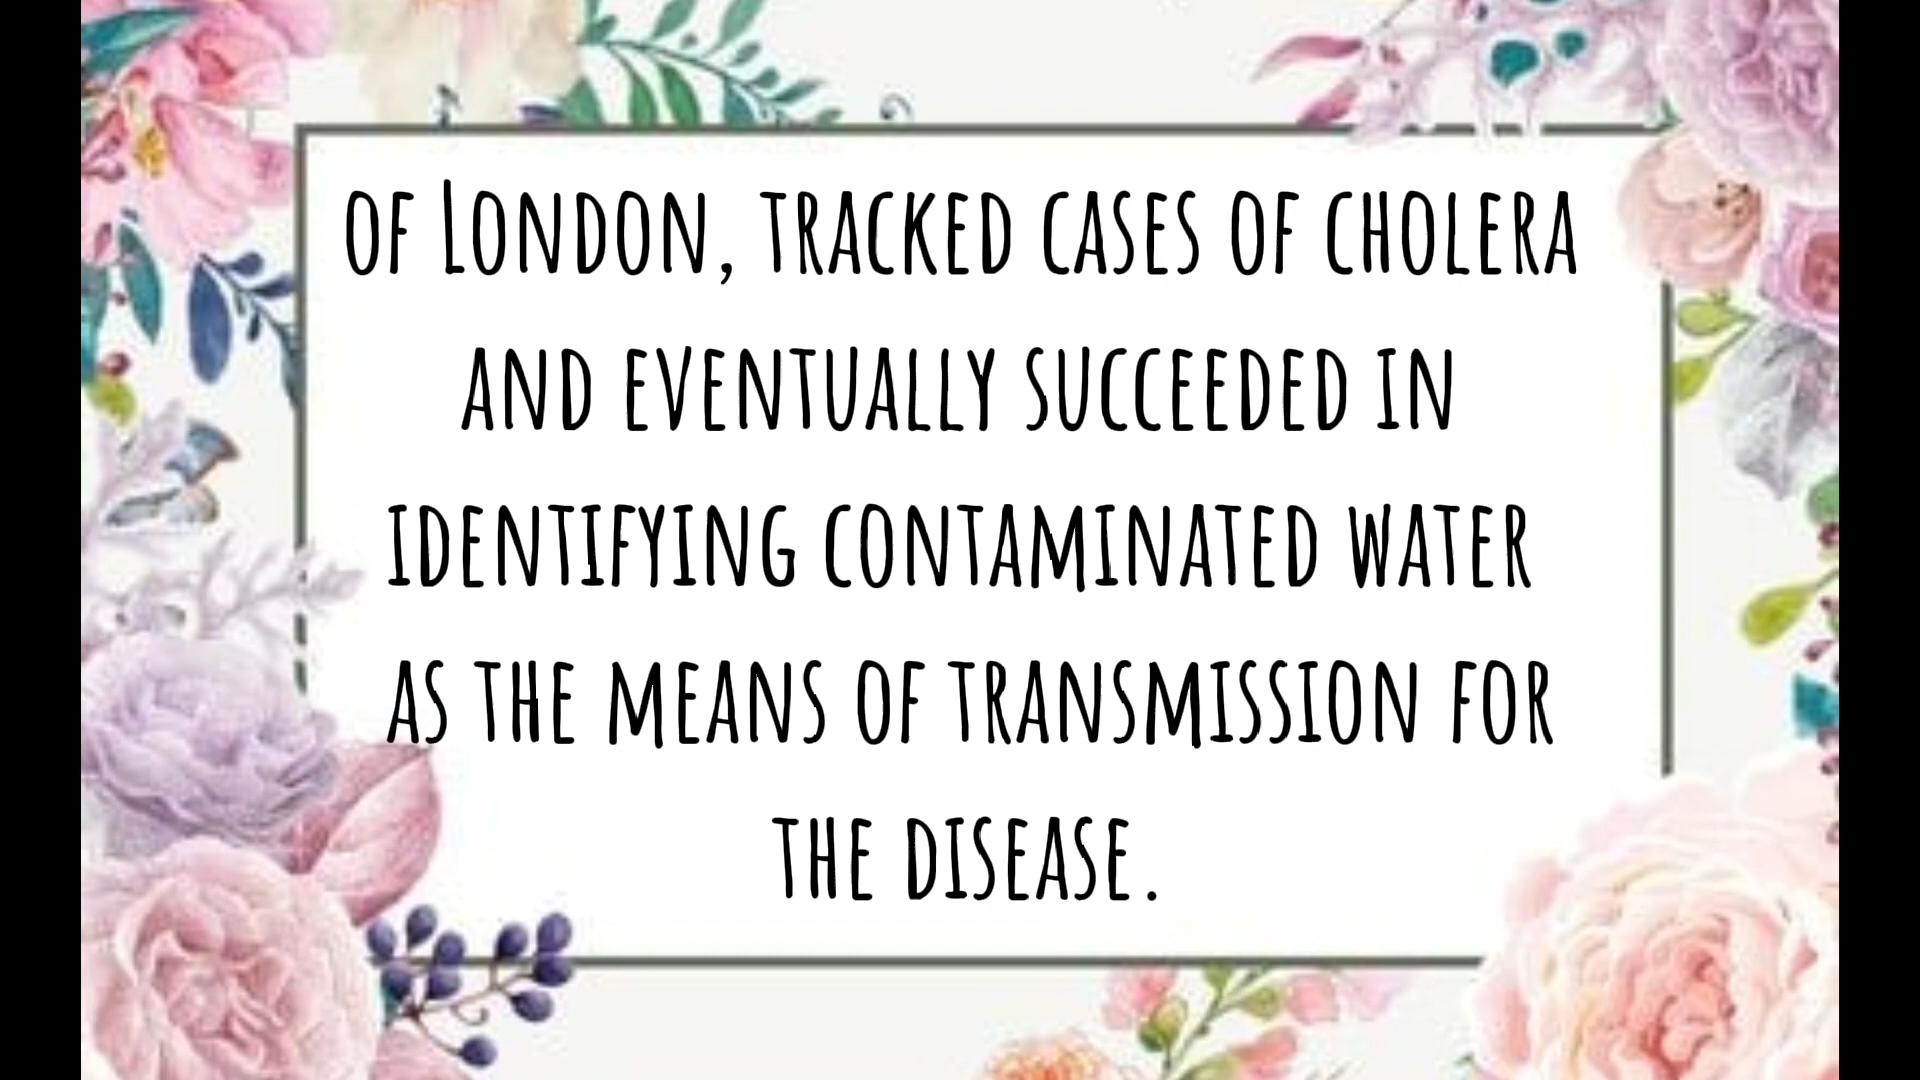 of London, tracked cases of cholera
and eventually succeeded in
identifying contaminated water
as the means of transmission for
the disease.